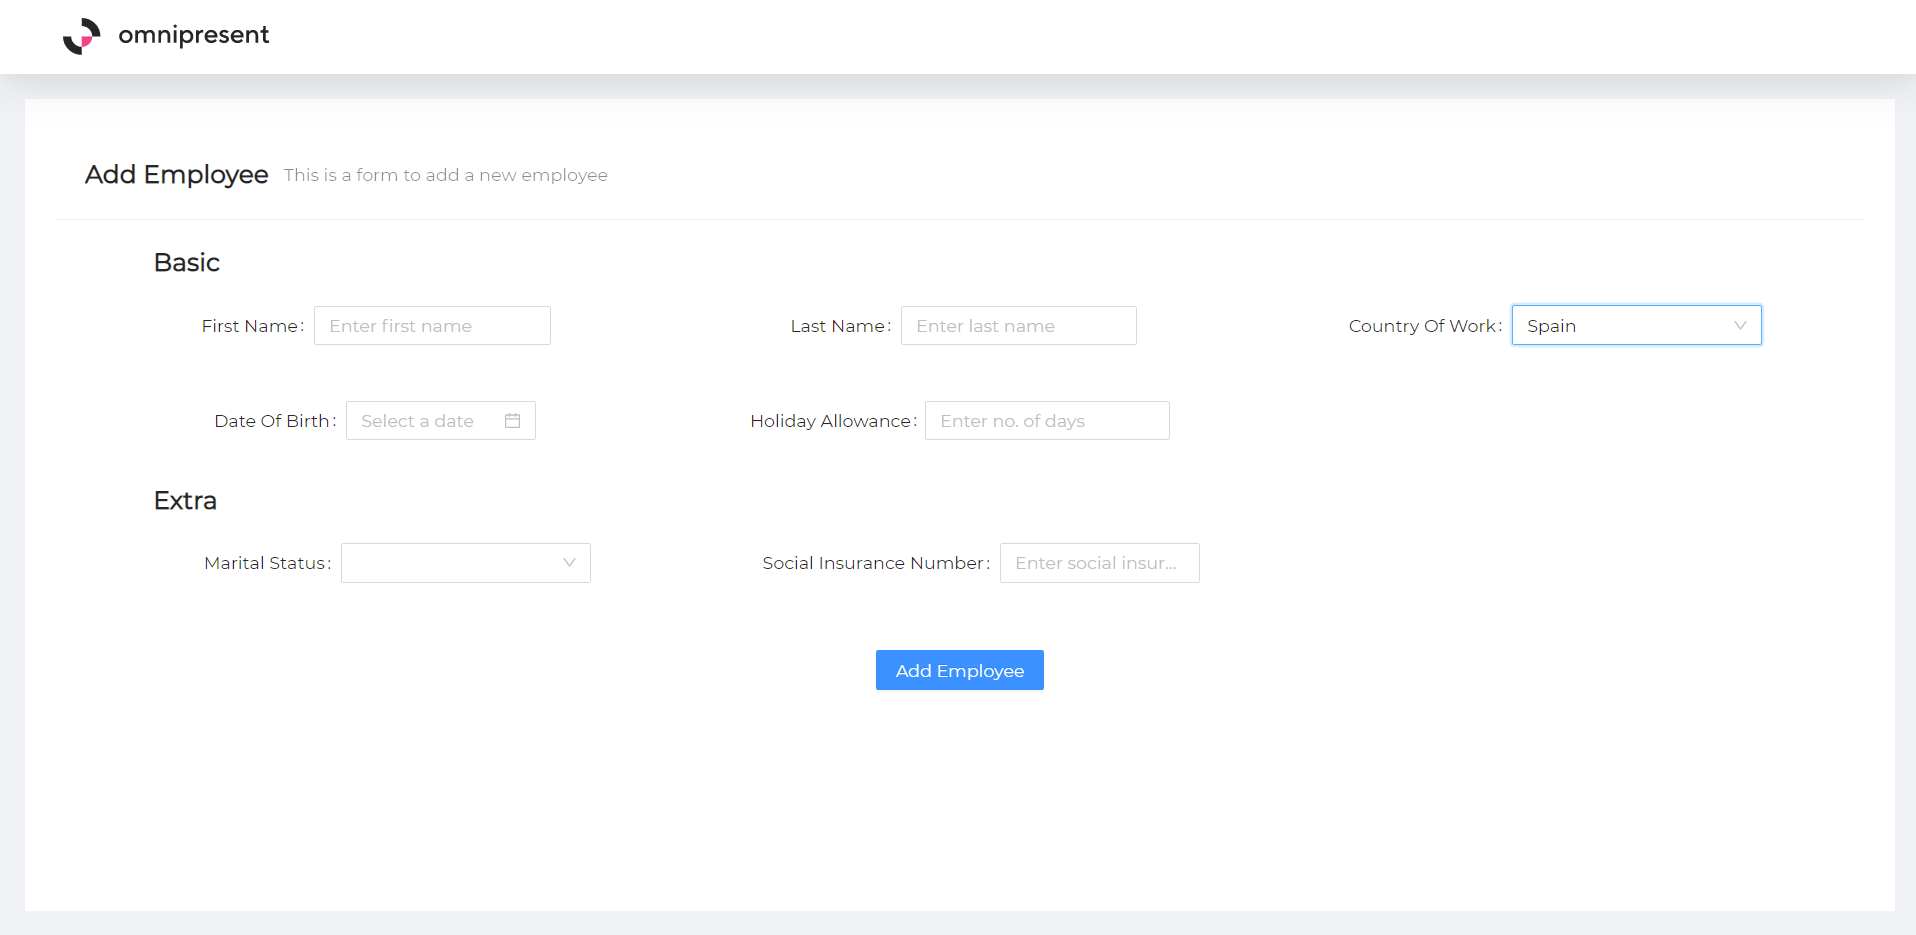 omnipresent
Add Employee This is a form to add a new employee
Basic
First Name: Enter first name Last Name: Enter last name Country Of Work: Spain
Date Of Birth: Select a date Holiday Allowance: Enter no. of days
Extra
Marital Status: Social Insurance Number: Enter social insur...
Add Employee